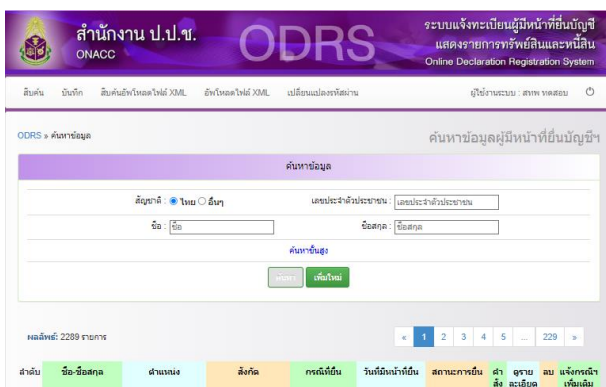 สำนักงาน ป.ป.ช.
ONACC
ODRS
ระบบแจ้งทะเบียนผู้มีหน้าที่ยื่นบัญชี
แสดงรายการทรัพย์สินและหนี้สิน
Online Declaration Registration System
สืบค้น บันทึก สืบค้นอัพโหลดไฟล์ XML อัพโหลดไฟล์ XML เปลี่ยนแปลงรหัสผ่าน ผู้ใช้งานระบบ : สทพ ทดสอบ
ODRS » ค้นหาข้อมูล
ค้นหาข้อมูลผู้มีหน้าที่ยื่นบัญชีฯ
ค้นหาข้อมูล
สัญชาติ : ไทย อื่นๆ เลขประจำตัวประชาชน : เลขประจำตัวประชาชน
ชื่อ : ชื่อ ชื่อสกุล : ชื่อสกุล
ค้นหาขั้นสูง
ค้นหา เพิ่มใหม่
ผลลัพธ์: 2289 รายการ « 1 2 3 4 5 ... 229 »
ลำดับ ชื่อ-ชื่อสกุล ตำแหน่ง สังกัด กรณีที่ยื่น วันที่มีหน้าที่ยื่น สถานะการยื่น คำ ดูราย ลบ แจ้งกรณีฯ
สั่ง ละเอียด เพิ่มเติม